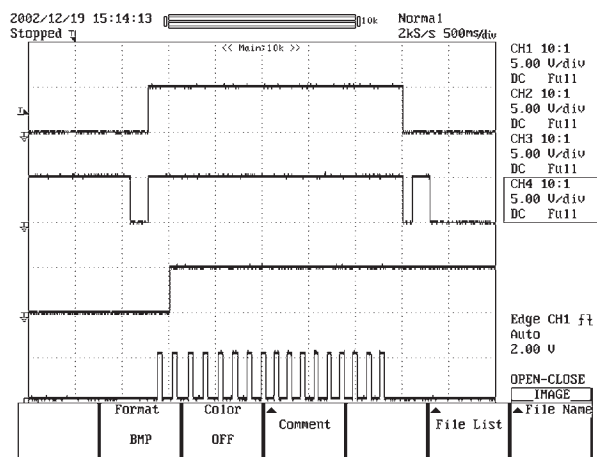 2002/12/19 15:14:13
Stopped
10k
Normal
2kS/s 500ms/div
<< Main:10k >>
CH1 10:1
5.00 V/div
DC Full
CH2 10:1
5.00 V/div
DC Full
CH3 10:1
5.00 V/div
DC Full
CH4 10:1
5.00 V/div
DC Full
Edge CH1
Auto
2.00 V
OPEN-CLOSE
IMAGE
Format
BMP
Color
OFF
Comment
File List
File Name